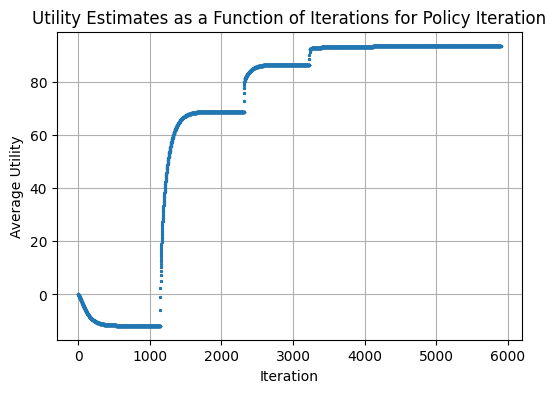 Utility Estimates as a Function of Iterations for Policy Iteration
80
60
40
20
0
Average Utility
0 1000 2000 3000 4000 5000 6000
Iteration